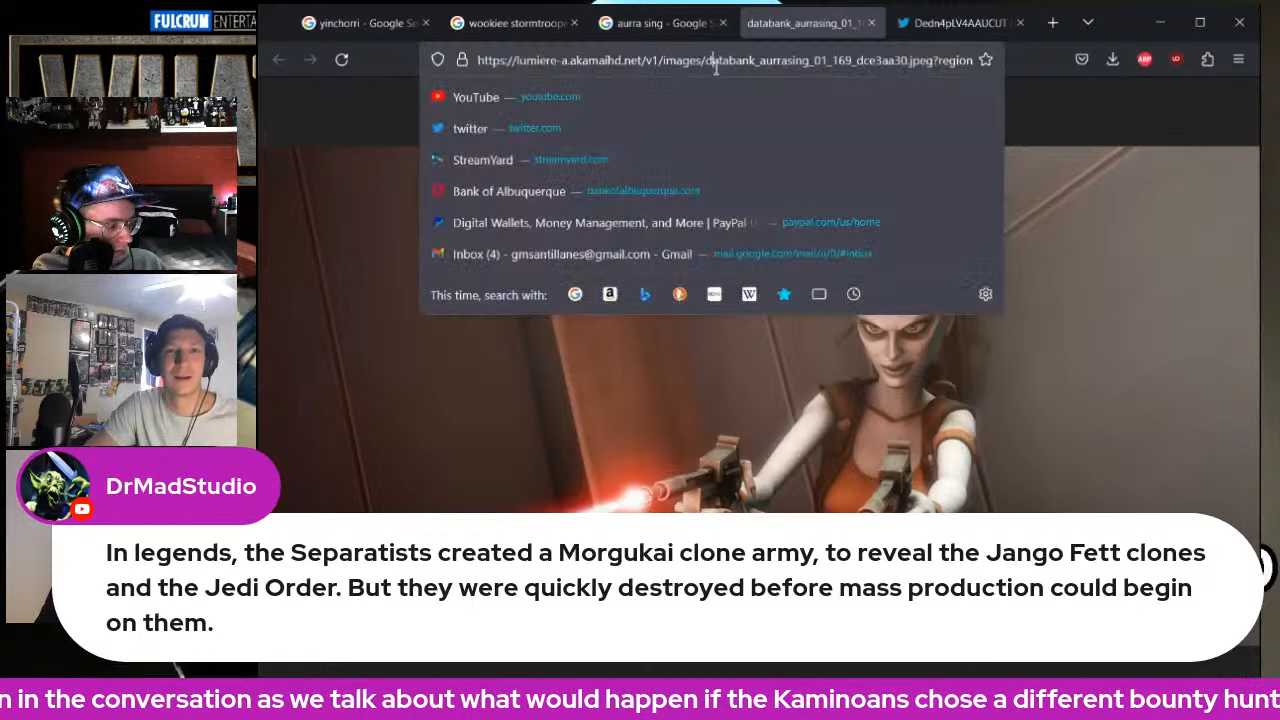 FULCRUM ENTERTA
yinchorri - Google Se
wookiee stormtroope
aurra sing - Google S
databank_aurrasing_01_
Dedn4pLV4AAUCUT
https://lumiere-a.akamaihd.net/v1/images/databank_aurrasing_01_169_dce3aa30.jpeg?region
YouTube — youtube.com
twitter — twitter.com
StreamYard — streamyard.com
Bank of Albuquerque — bankofalbuquerque.com
Digital Wallets, Money Management, and More | PayPal U — paypal.com/us/home
Inbox (4) - gmsantillanes@gmail.com - Gmail — mail.google.com/mail/u/0/#inbox
This time, search with:
DrMadStudio
In legends, the Separatists created a Morgukai clone army, to reveal the Jango Fett clones
and the Jedi Order. But they were quickly destroyed before mass production could begin
on them.
n in the conversation as we talk about what would happen if the Kaminoans chose a different bounty hunt